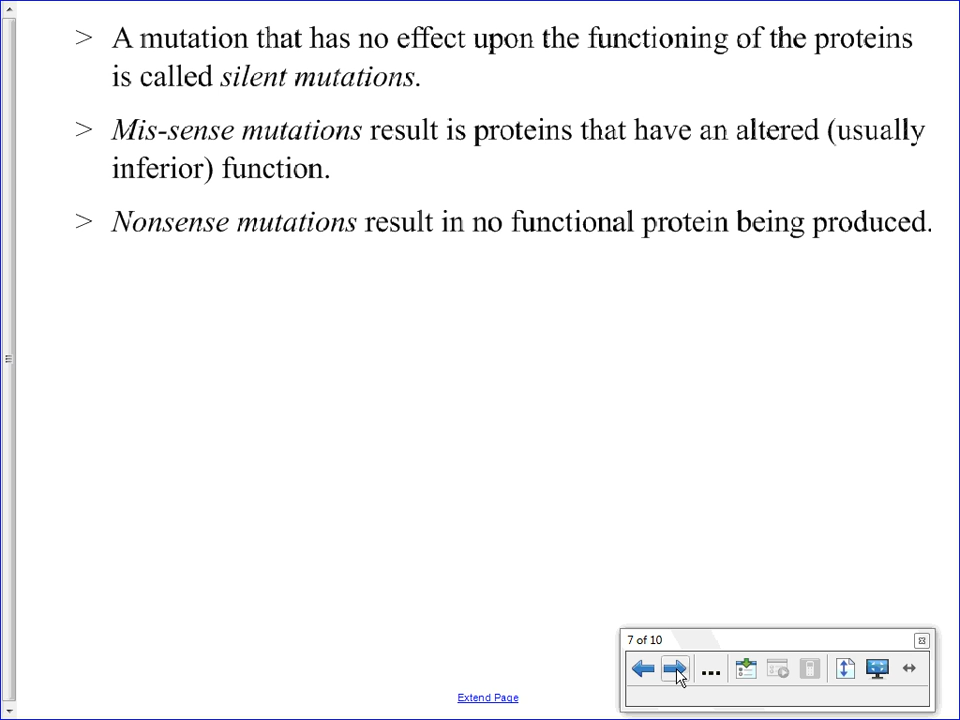 > A mutation that has no effect upon the functioning of the proteins
is called silent mutations.
> Mis-sense mutations result is proteins that have an altered (usually
inferior) function.
> Nonsense mutations result in no functional protein being produced.
7 of 10
...
Extend Page